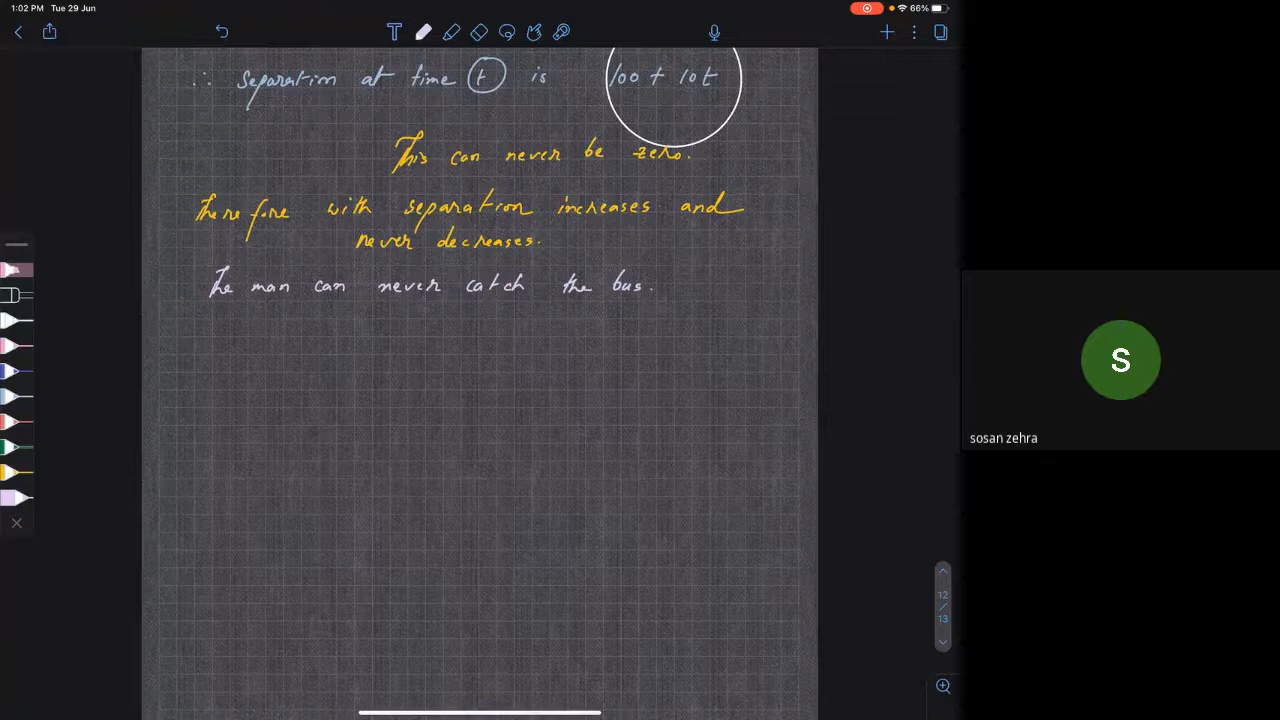 1:02 PM Tue 29 Jun
66%
∴ Separation at time t is 100 + 10t
This can never be zero.
Therefore with separation increases and
never decreases.
The man can never catch the bus.
S
sosan zehra
12
/
13